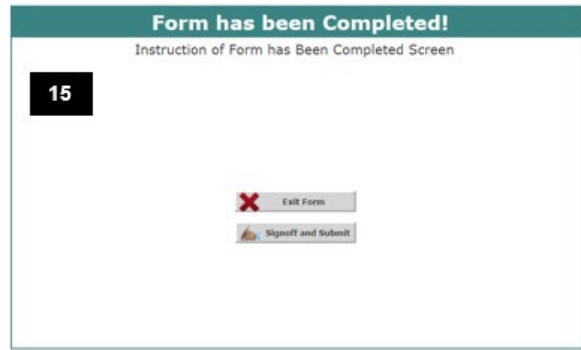 Form has been Completed!
Instruction of Form has Been Completed Screen
15
Exit Form
Signoff and Submit